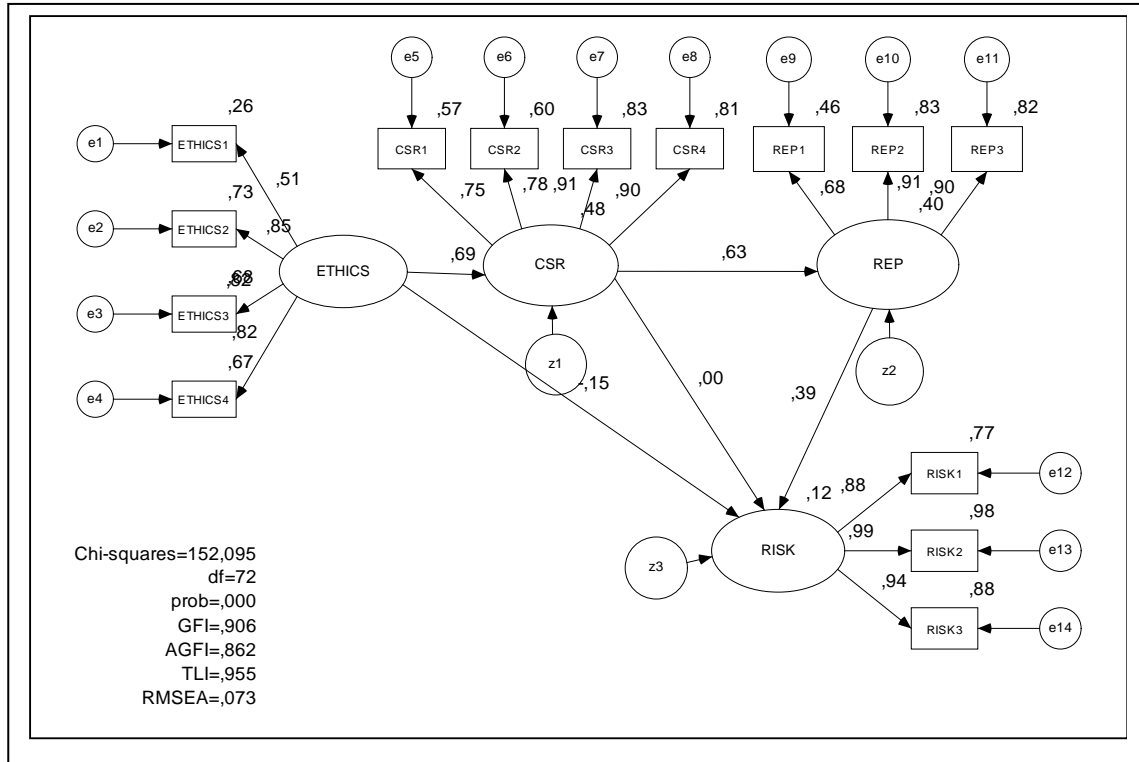 e5
e6
e7
e8
e9
e10
e11
,26
,57
,60
,83
,81
,46
,83
,82
e1
ETHICS1
CSR1
CSR2
CSR3
CSR4
REP1
REP2
REP3
,51
,75
,78
,91
,90
,68
,91
,90
,73
,48
,40
e2
ETHICS2
,85
ETHICS
,69
CSR
,63
REP
e3
ETHICS3
,82
,67
e4
ETHICS4
z1
z2
-,15
,00
,39
,77
RISK1
e12
,12
,88
,98
,99
RISK
RISK2
e13
z3
,94
,88
RISK3
e14
Chi-squares=152,095
df=72
prob=,000
GFI=,906
AGFI=,862
TLI=,955
RMSEA=,073